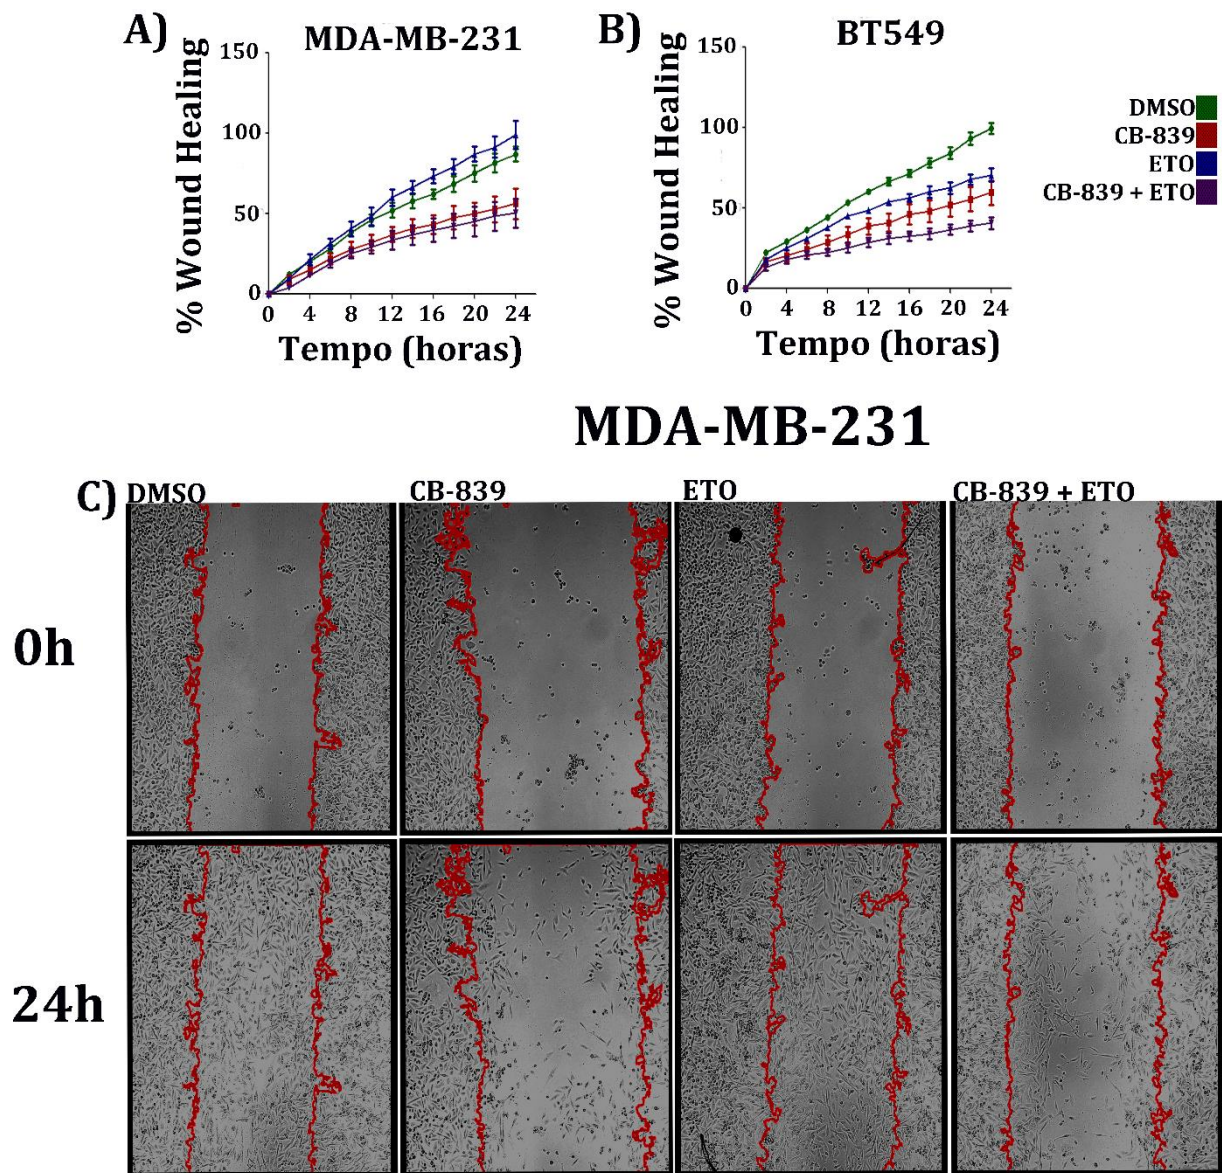 A)
MDA-MB-231
% Wound Healing
150
100
50
0
0 4 8 12 16 20 24
Tempo (horas)
B)
BT549
% Wound Healing
150
100
50
0
0 4 8 12 16 20 24
Tempo (horas)
DMSO
CB-839
ETO
CB-839 + ETO
MDA-MB-231
C) DMSO CB-839 ETO CB-839 + ETO
0h
24h